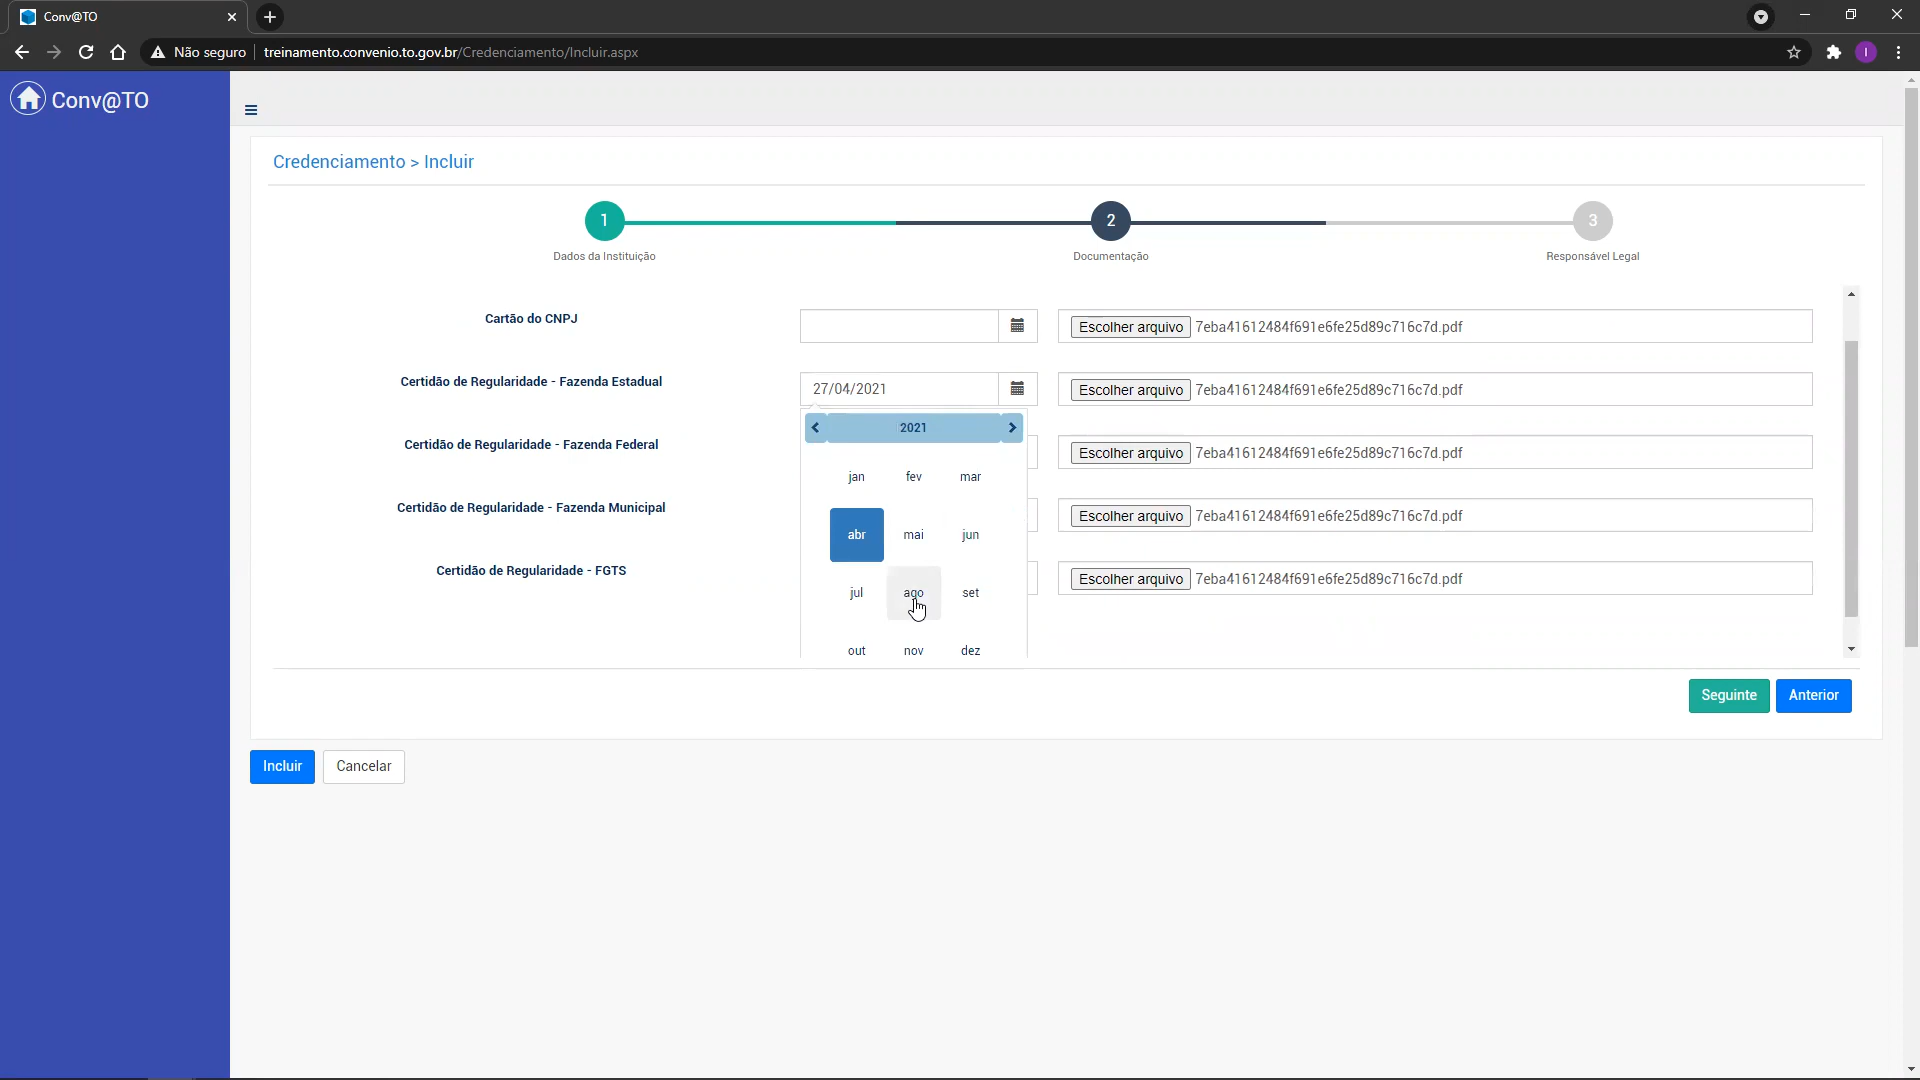 Conv@TO
Não seguro treinamento.convenio.to.gov.br/Credenciamento/Incluir.aspx
I
Conv@TO
Credenciamento > Incluir
1 2 3
Dados da Instituição Documentação Responsável Legal
Cartão do CNPJ Escolher arquivo 7eba41612484f691e6fe25d89c716c7d.pdf
Certidão de Regularidade - Fazenda Estadual 27/04/2021 Escolher arquivo 7eba41612484f691e6fe25d89c716c7d.pdf
2021
Certidão de Regularidade - Fazenda Federal Escolher arquivo 7eba41612484f691e6fe25d89c716c7d.pdf
jan fev mar
Certidão de Regularidade - Fazenda Municipal Escolher arquivo 7eba41612484f691e6fe25d89c716c7d.pdf
abr mai jun
Certidão de Regularidade - FGTS Escolher arquivo 7eba41612484f691e6fe25d89c716c7d.pdf
jul ago set
out nov dez
Seguinte Anterior
Incluir Cancelar